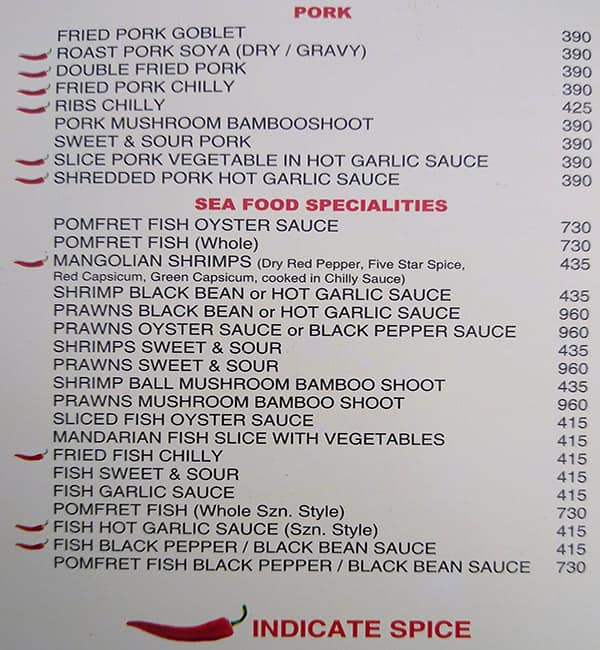 PORK
FRIED PORK GOBLET 390
ROAST PORK SOYA (DRY / GRAVY) 390
DOUBLE FRIED PORK 390
FRIED PORK CHILLY 390
RIBS CHILLY 425
PORK MUSHROOM BAMBOOSHOOT 390
SWEET & SOUR PORK 390
SLICE PORK VEGETABLE IN HOT GARLIC SAUCE 390
SHREDDED PORK HOT GARLIC SAUCE 390
SEA FOOD SPECIALITIES
POMFRET FISH OYSTER SAUCE 730
POMFRET FISH (Whole) 730
MANGOLIAN SHRIMPS (Dry Red Pepper, Five Star Spice, 435
Red Capsicum, Green Capsicum, cooked in Chilly Sauce)
SHRIMP BLACK BEAN or HOT GARLIC SAUCE 435
PRAWNS BLACK BEAN or HOT GARLIC SAUCE 960
PRAWNS OYSTER SAUCE or BLACK PEPPER SAUCE 960
SHRIMPS SWEET & SOUR 435
PRAWNS SWEET & SOUR 960
SHRIMP BALL MUSHROOM BAMBOO SHOOT 435
PRAWNS MUSHROOM BAMBOO SHOOT 960
SLICED FISH OYSTER SAUCE 415
MANDARIAN FISH SLICE WITH VEGETABLES 415
FRIED FISH CHILLY 415
FISH SWEET & SOUR 415
FISH GARLIC SAUCE 415
POMFRET FISH (Whole Szn. Style) 730
FISH HOT GARLIC SAUCE (Szn. Style) 415
FISH BLACK PEPPER / BLACK BEAN SAUCE 415
POMFRET FISH BLACK PEPPER / BLACK BEAN SAUCE 730
INDICATE SPICE